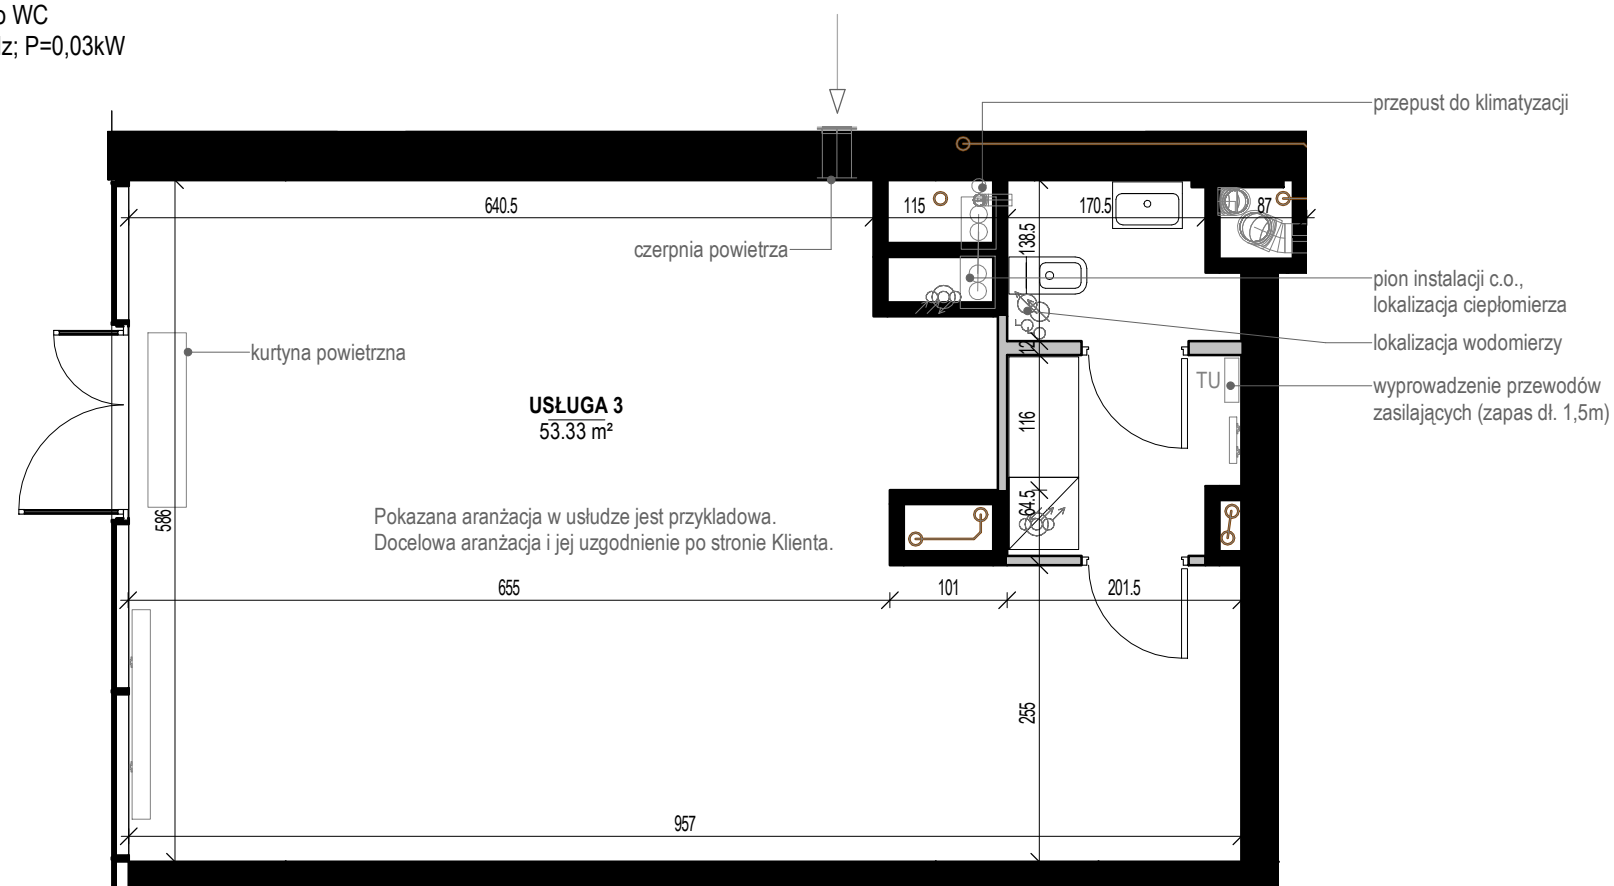 o WC
lz; P=0,03kW
przepust do klimatyzacji
640.5
115
170.5
87
138.5
czerpnia powietrza
pion instalacji c.o.,
lokalizacja ciepłomierza
kurtyna powietrzna
lokalizacja wodomierzy
TU
wyprowadzenie przewodów
zasilających (zapas dł. 1,5m)
USŁUGA 3
53.33 m²
116
64.5
586
Pokazana aranżacja w usłudze jest przykladowa.
Docelowa aranżacja i jej uzgodnienie po stronie Klienta.
655
101
201.5
255
957